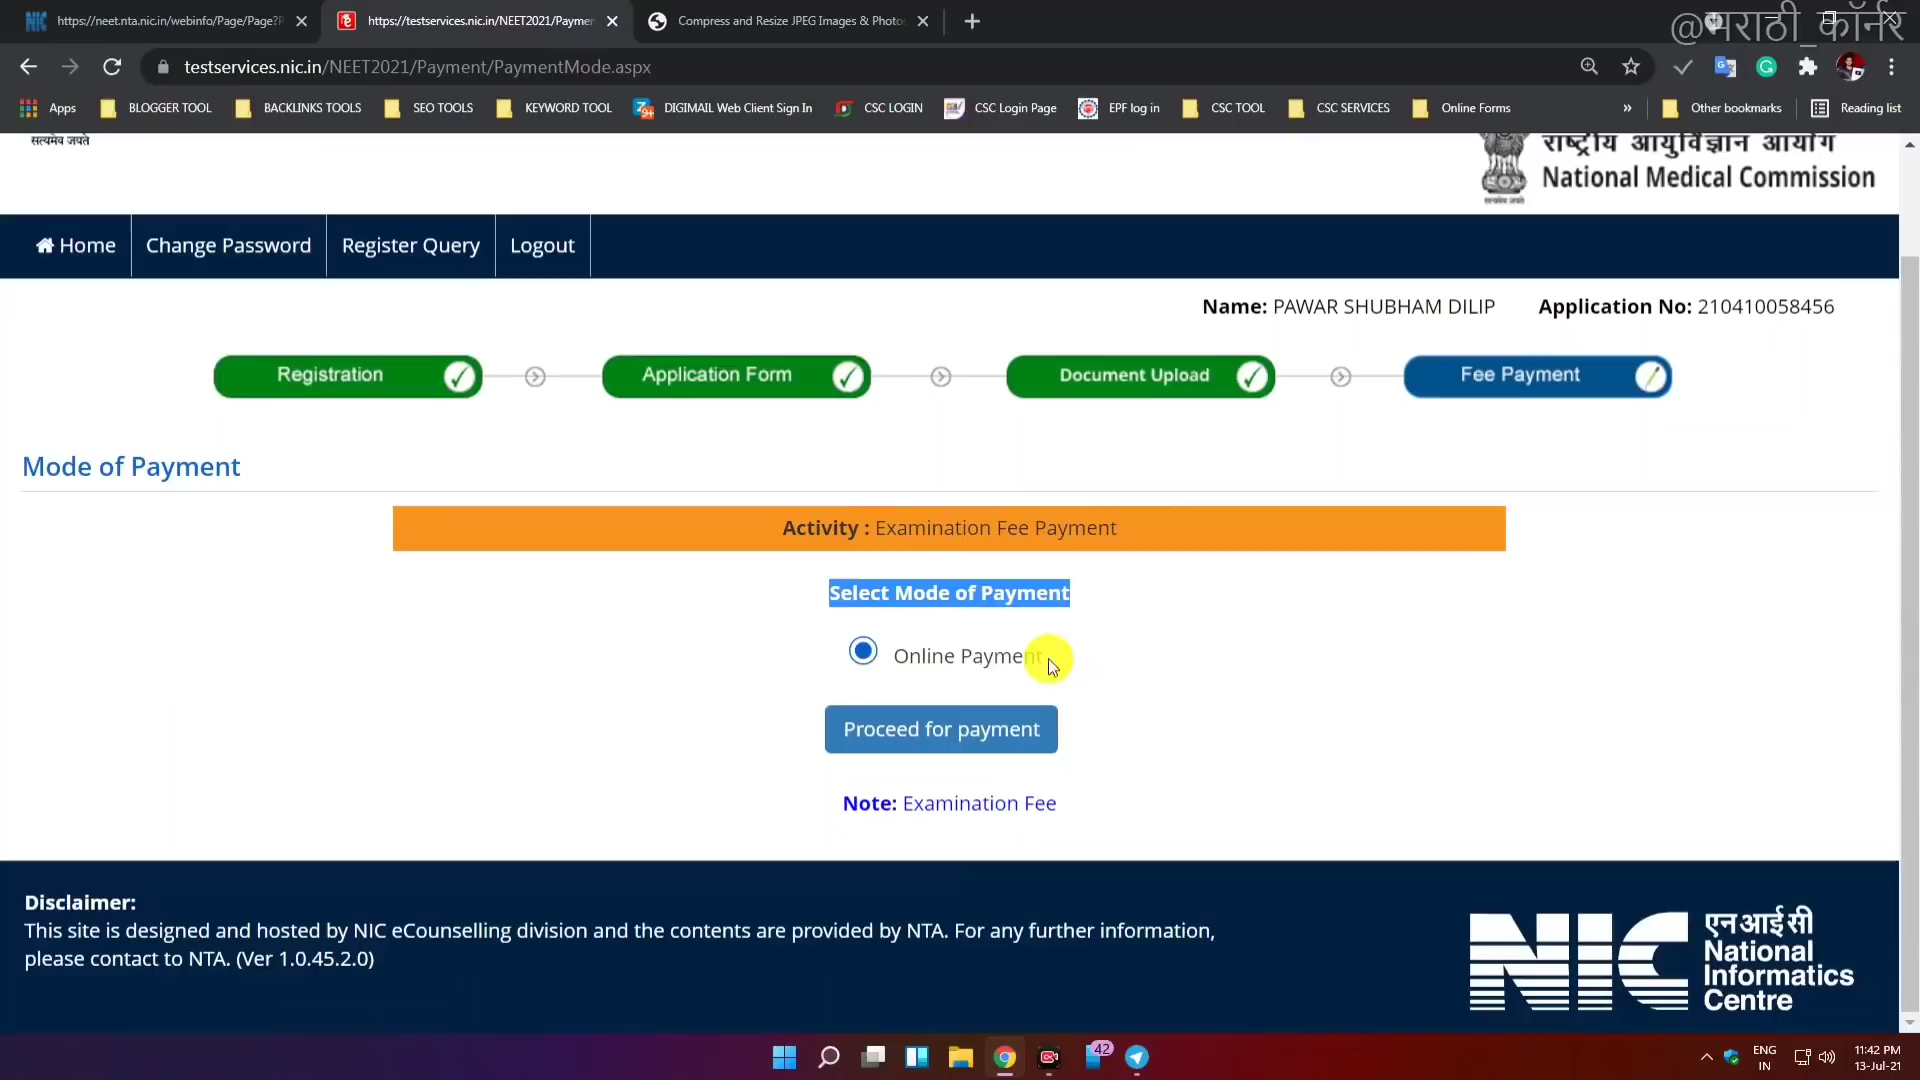 https://neet.nta.nic.in/webinfo/Page/Page?P
https://testservices.nic.in/NEET2021/Paymen
Compress and Resize JPEG Images & Photo
@मराठी_कॉर्नर
testservices.nic.in/NEET2021/Payment/PaymentMode.aspx
Apps
BLOGGER TOOL
BACKLINKS TOOLS
SEO TOOLS
KEYWORD TOOL
DIGIMAIL Web Client Sign In
CSC LOGIN
CSC Login Page
EPF log in
CSC TOOL
CSC SERVICES
Online Forms
»
Other bookmarks
Reading list
सत्यमेव जयते
राष्ट्रीय आयुर्विज्ञान आयोग
National Medical Commission
Home
Change Password
Register Query
Logout
Name: PAWAR SHUBHAM DILIP
Application No: 210410058456
Registration
Application Form
Document Upload
Fee Payment
Mode of Payment
Activity : Examination Fee Payment
Select Mode of Payment
Online Payment
Proceed for payment
Note: Examination Fee
Disclaimer:
This site is designed and hosted by NIC eCounselling division and the contents are provided by NTA. For any further information,
please contact to NTA. (Ver 1.0.45.2.0)
NIC
एन आई सी
National
Informatics
Centre
42
ENG
IN
11:42 PM
13-Jul-21